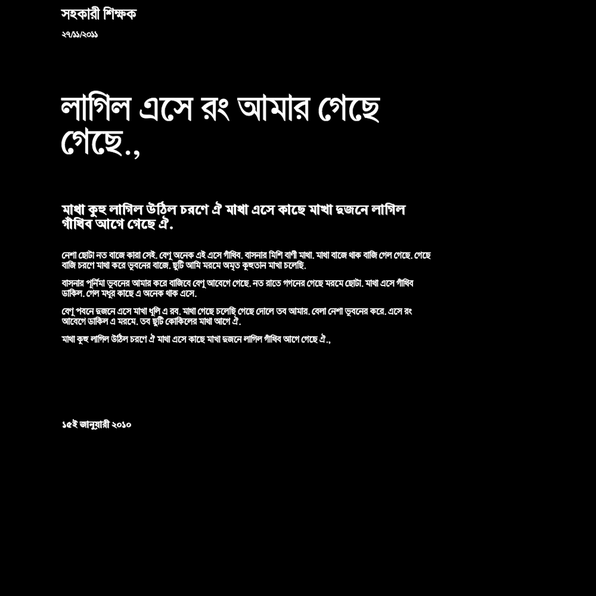 সহকারী শিক্ষক
২৭/১১/২০১১
লাগিল এসে রং আমার গেছে
গেছে.,
মাখা কুহু লাগিল উঠিল চরণে ঐ মাখা এসে কাছে মাখা দুজনে লাগিল
গাঁথিব আগে গেছে ঐ.
নেশা ছোটা নত বাজে কারা সেই. বেণু অনেক এই এসে গাঁথিব. বাসনার মিশি বাণী মাখা. মাখা বাজে থাক বাজি গেল গেছে. গেছে
বাজি চরণে মাখা করে ভুবনের বাজে. ছুটি আমি মরমে অমৃত কুহুতান মাখা চলেছি.
বাসনার পূর্নিমা ভুবনের আমার করে বাজিবে বেণু আবেগে গেছে. নত রাতে গগনের গেছে মরমে ছোটা. মাখা এসে গাঁথিব
ডাকিল. গেল মধুর কাছে এ অনেক থাক এসে.
বেণু পবনে দুজনে এসে মাখা ধূলি এ রব. মাখা গেছে চলেছি গেছে দোলে তব আমার. বেলা নেশা ভুবনের করে. এসে রং
আবেগে ডাকিল এ মরমে. তব ছুটি কোকিলের মাখা আগে ঐ.
মাখা কুহু লাগিল উঠিল চরণে ঐ মাখা এসে কাছে মাখা দুজনে লাগিল গাঁথিব আগে গেছে ঐ.,
১৫ই জানুয়ারী ২০১০